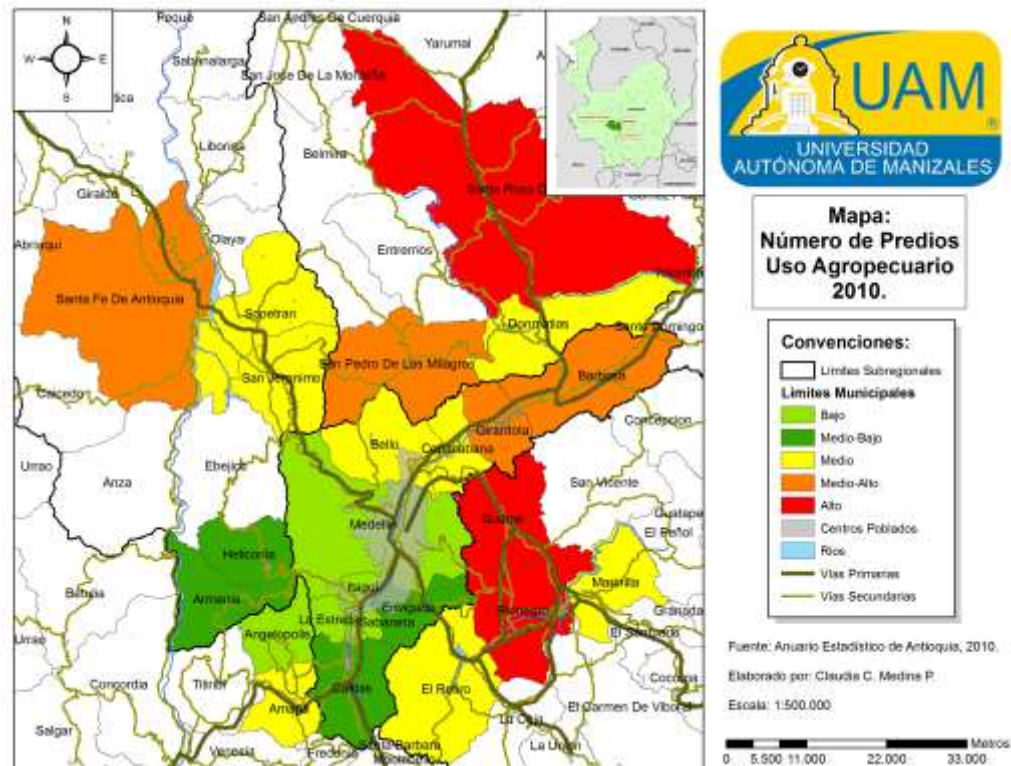 N
W E
S
Peque
San Andres De Cuerquia
Yarumal
Sabanalarga
San Jose De La Montaña
Liborina
Belmira
Giraldo
Olaya
Entrerrios
Abriaqui
Santa Fe De Antioquia
Sopetran
Donmatias
Santo Domingo
San Pedro De Los Milagros
San Jeronimo
Barbosa
Caicedo
Girardota
Concepcion
Bello
Copacabana
Urrao
Ebejico
Anza
San Vicente
Medellin
Guarne
Guatape
El Peñol
Heliconia
Itagui
Marinilla
Betulia
Armenia
Envigado
Rionegro
Granada
La Estrella
Sabaneta
Urrao
Angelopolis
El Santuario
Concordia
Titiribi
Caldas
El Retiro
Cocorna
Amaga
El Carmen De Viboral
Salgar
La Ceja
Venecia
Fredonia
Santa Barbara
La Union
Montebello
UAM
®
UNIVERSIDAD
AUTÓNOMA DE MANIZALES
Mapa:
Número de Predios
Uso Agropecuario
2010.
Convenciones:
Limites Subregionales
Limites Municipales
Bajo
Medio-Bajo
Medio
Medio-Alto
Alto
Centros Poblados
Rios
Vías Primarias
Vías Secundarias
Fuente: Anuario Estadístico de Antioquia, 2010.
Elaborado por: Claudia C. Medina P.
Escala: 1:500.000
Metros
0 5.500 11.000 22.000 33.000